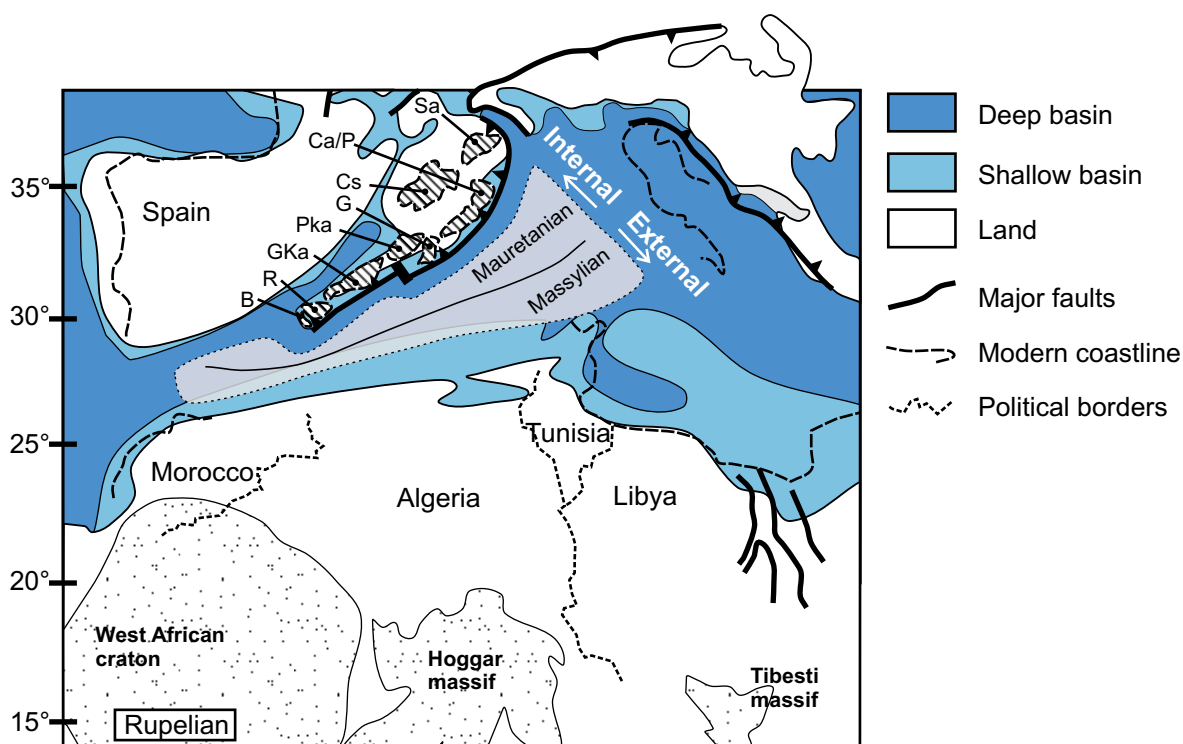 Sa
Ca/P
Cs
G
Pka
GKa
R
B
35°
30°
25°
20°
15°
Spain
Internal
External
Mauretanian
Massylian
Morocco
Algeria
Tunisia
Libya
West African
craton
Hoggar
massif
Tibesti
massif
Rupelian
Deep basin
Shallow basin
Land
Major faults
Modern coastline
Political borders